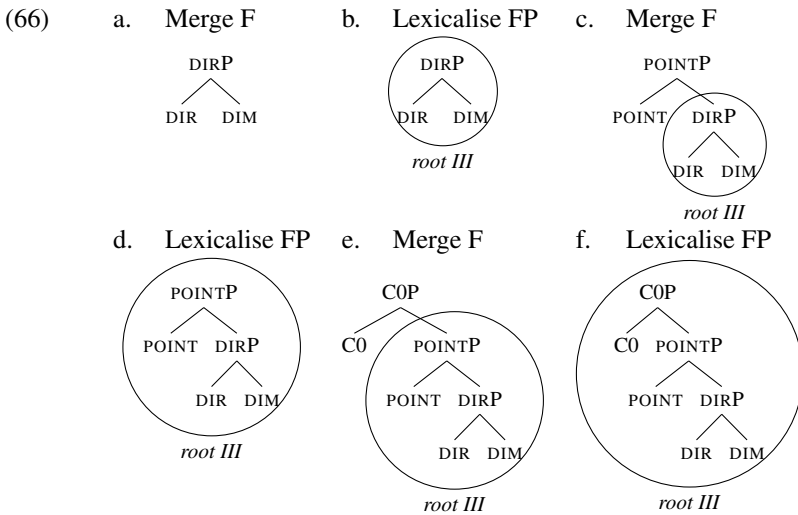 (66) a. Merge F b. Lexicalise FP c. Merge F
DIRP DIRP POINTP
DIR DIM DIR DIM POINT DIRP
root III DIR DIM
root III
d. Lexicalise FP e. Merge F f. Lexicalise FP
POINTP C0P C0P
POINT DIRP C0 POINTP C0 POINTP
DIR DIM POINT DIRP POINT DIRP
root III DIR DIM DIR DIM
root III root III